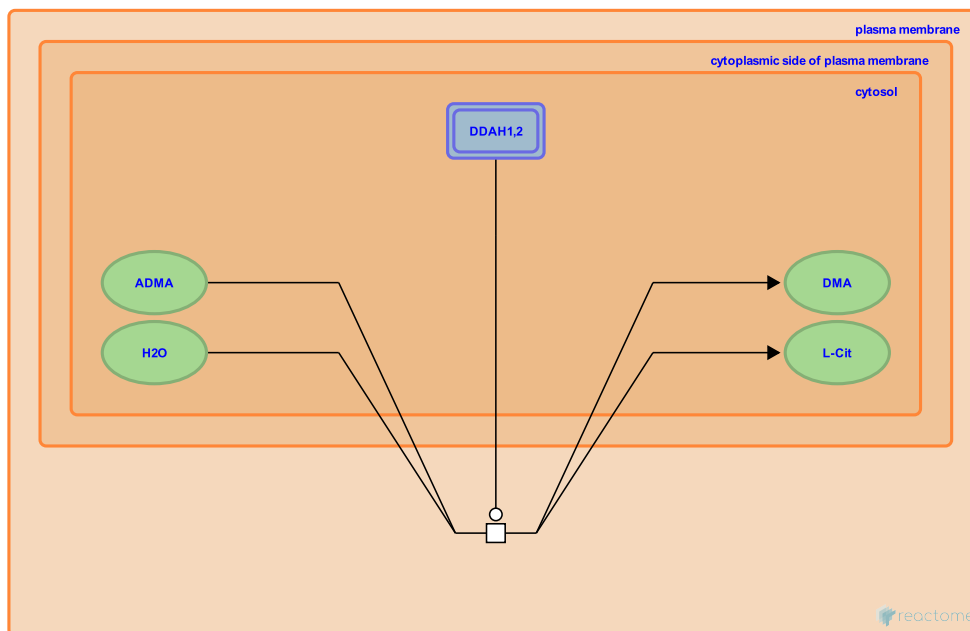 plasma membrane
cytoplasmic side of plasma membrane
cytosol
DDAH1,2
ADMA
DMA
H2O
L-Cit
reactome